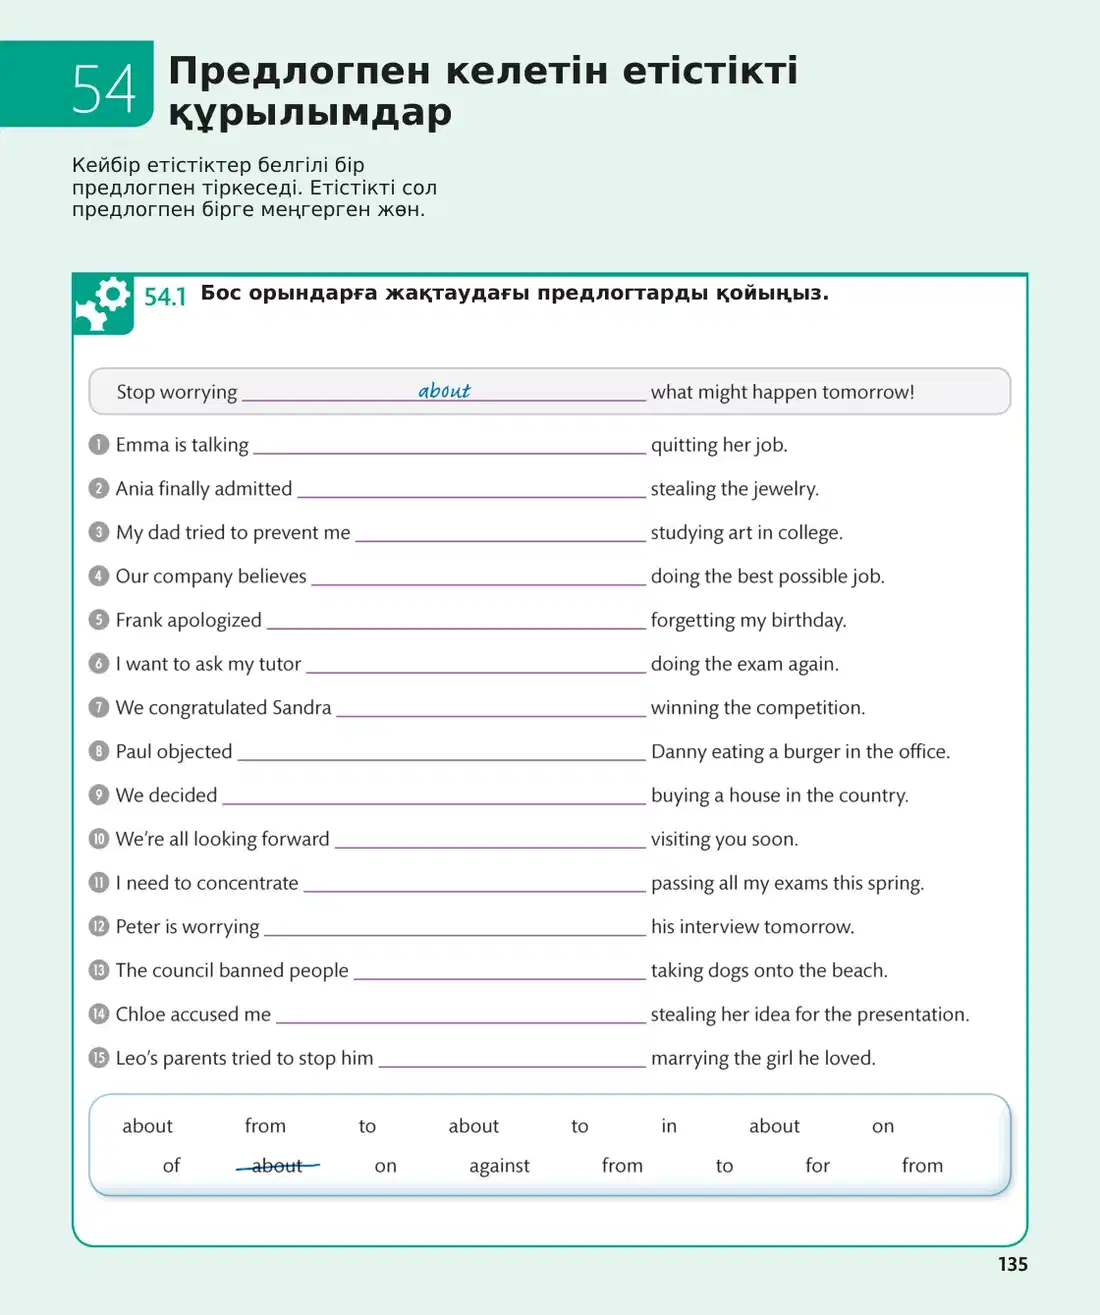 54
Предлогпен келетін етістікті
құрылымдар
Кейбір етістіктер белгілі бір
предлогпен тіркеседі. Етістікті сол
предлогпен бірге меңгерген жөн.
54.1 Бос орындарға жақтаудағы предлогтарды қойыңыз.
Stop worrying about what might happen tomorrow!
1 Emma is talking quitting her job.
2 Ania finally admitted stealing the jewelry.
3 My dad tried to prevent me studying art in college.
4 Our company believes doing the best possible job.
5 Frank apologized forgetting my birthday.
6 I want to ask my tutor doing the exam again.
7 We congratulated Sandra winning the competition.
8 Paul objected Danny eating a burger in the office.
9 We decided buying a house in the country.
10 We're all looking forward visiting you soon.
11 I need to concentrate passing all my exams this spring.
12 Peter is worrying his interview tomorrow.
13 The council banned people taking dogs onto the beach.
14 Chloe accused me stealing her idea for the presentation.
15 Leo's parents tried to stop him marrying the girl he loved.
about from to about to in about on
of about on against from to for from
135